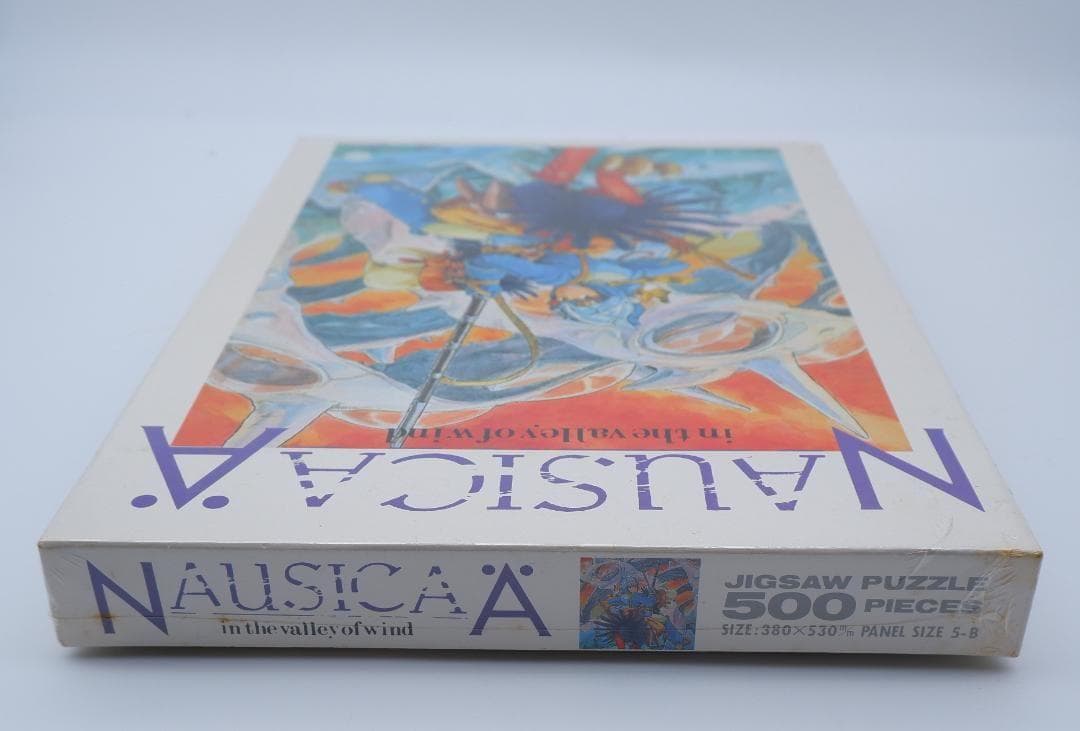 in the valley of wind
NAUSICAÄ
NAUSICAÄ
in the valley of wind
JIGSAW PUZZLE
500 PIECES
SIZE:380×530㎜ PANEL SIZE 5-B